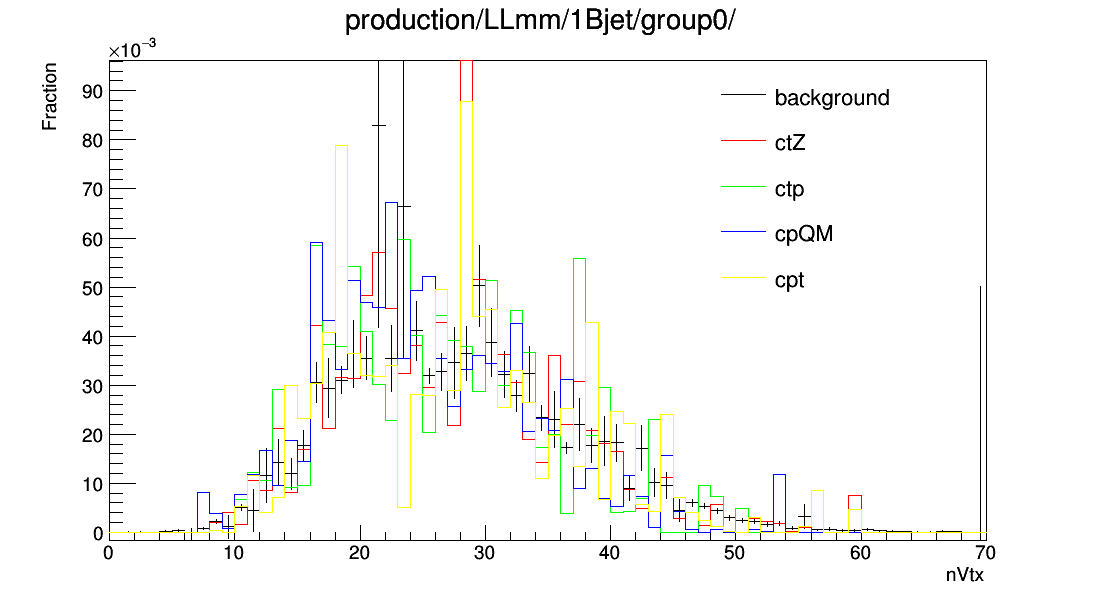 production/LLmm/1Bjet/group0/
×10⁻³
Fraction
90
80
70
60
50
40
30
20
10
0
background
ctZ
ctp
cpQM
cpt
0 10 20 30 40 50 60 70
nVtx